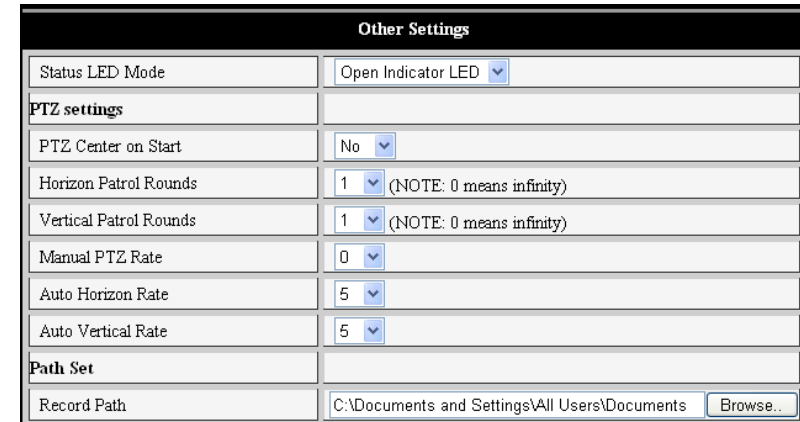 Other Settings
Status LED Mode Open Indicator LED
PTZ settings
PTZ Center on Start No
Horizon Patrol Rounds 1 (NOTE: 0 means infinity)
Vertical Patrol Rounds 1 (NOTE: 0 means infinity)
Manual PTZ Rate 0
Auto Horizon Rate 5
Auto Vertical Rate 5
Path Set
Record Path C:\Documents and Settings\All Users\Documents Browse..